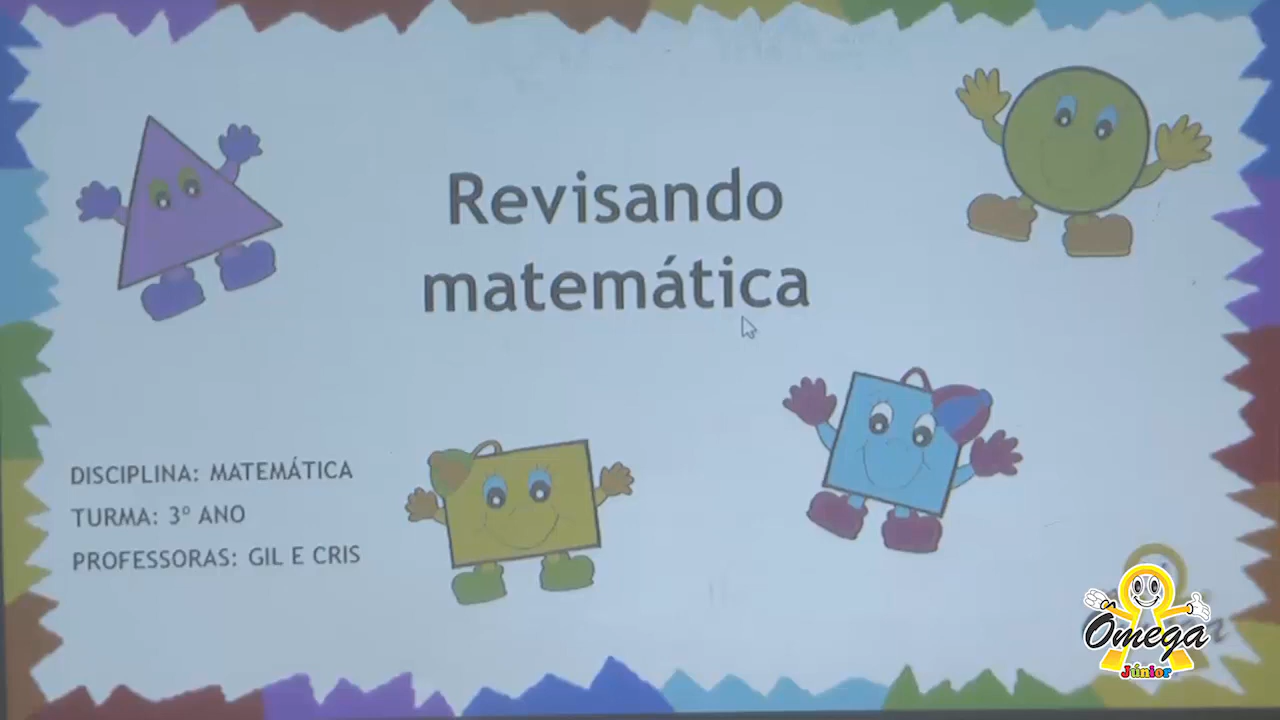 Revisando
matemática
DISCIPLINA: MATEMÁTICA
TURMA: 3º ANO
PROFESSORAS: GIL E CRIS
Ômega
Júnior